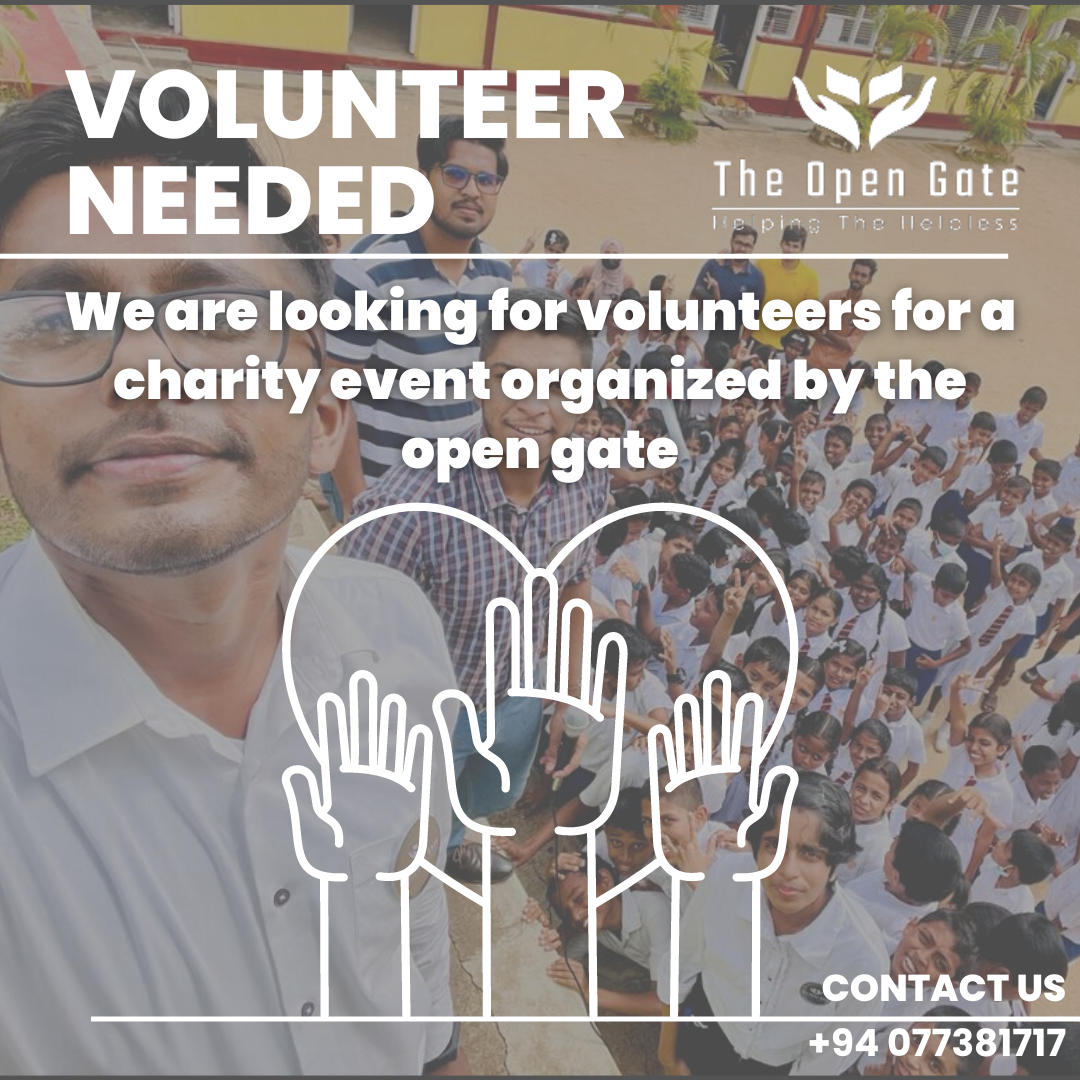 VOLUNTEER
NEEDED
The Open Gate
Helping The Helpless
We are looking for volunteers for a
charity event organized by the
open gate
CONTACT US
+94 077381717